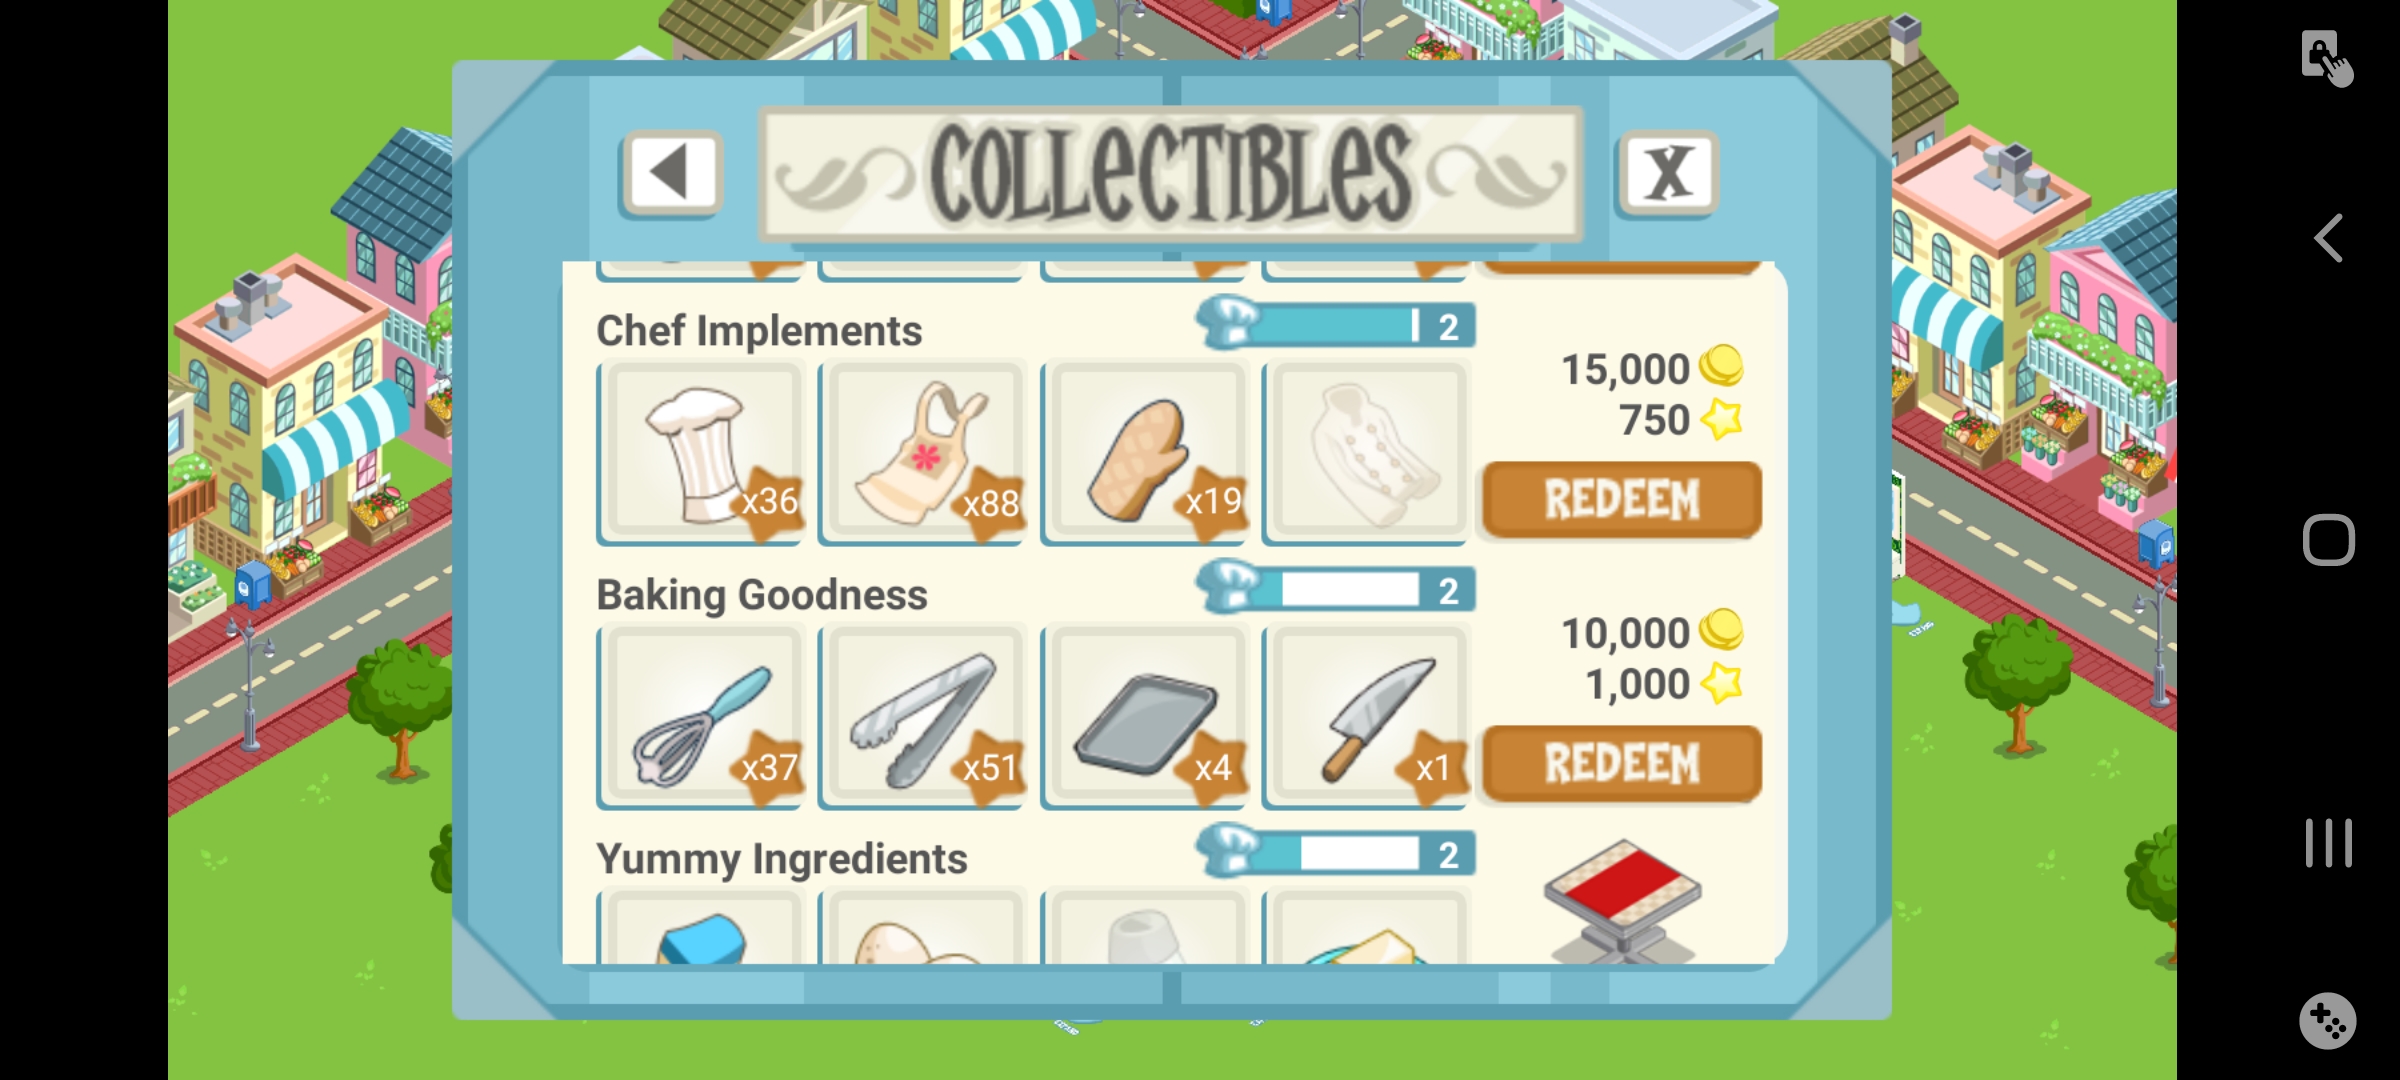 COLLECTIBLES
X
Chef Implements
2
15,000
750
x36
x88
x19
REDEEM
Baking Goodness
2
10,000
1,000
x37
x51
x4
x1
REDEEM
Yummy Ingredients
2